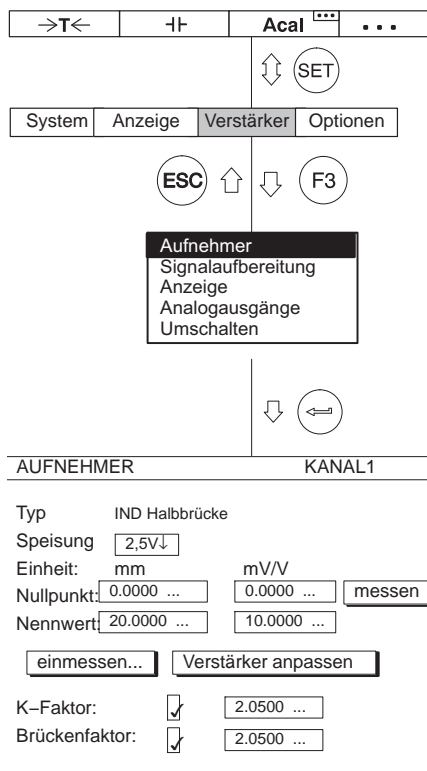 →T← ⊣⊢ Acal ...
SET
System Anzeige Verstärker Optionen
ESC F3
Aufnehmer
Signalaufbereitung
Anzeige
Analogausgänge
Umschalten
AUFNEHMER KANAL1
Typ IND Halbbrücke
Speisung 2,5V↓
Einheit: mm mV/V
Nullpunkt: 0.0000 ... 0.0000 ... messen
Nennwert: 20.0000 ... 10.0000 ...
einmessen... Verstärker anpassen
K–Faktor: ✓ 2.0500 ...
Brückenfaktor: ✓ 2.0500 ...